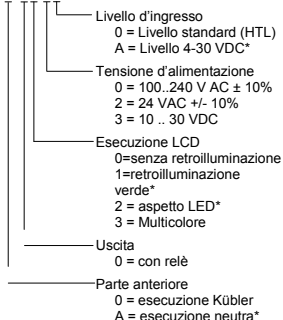 Livello d'ingresso
0 = Livello standard (HTL)
A = Livello 4-30 VDC*
Tensione d'alimentazione
0 = 100..240 V AC ± 10%
2 = 24 VAC +/- 10%
3 = 10 .. 30 VDC
Esecuzione LCD
0=senza retroilluminazione
1=retroilluminazione
verde*
2 = aspetto LED*
3 = Multicolore
Uscita
0 = con relè
Parte anteriore
0 = esecuzione Kübler
A = esecuzione neutra*